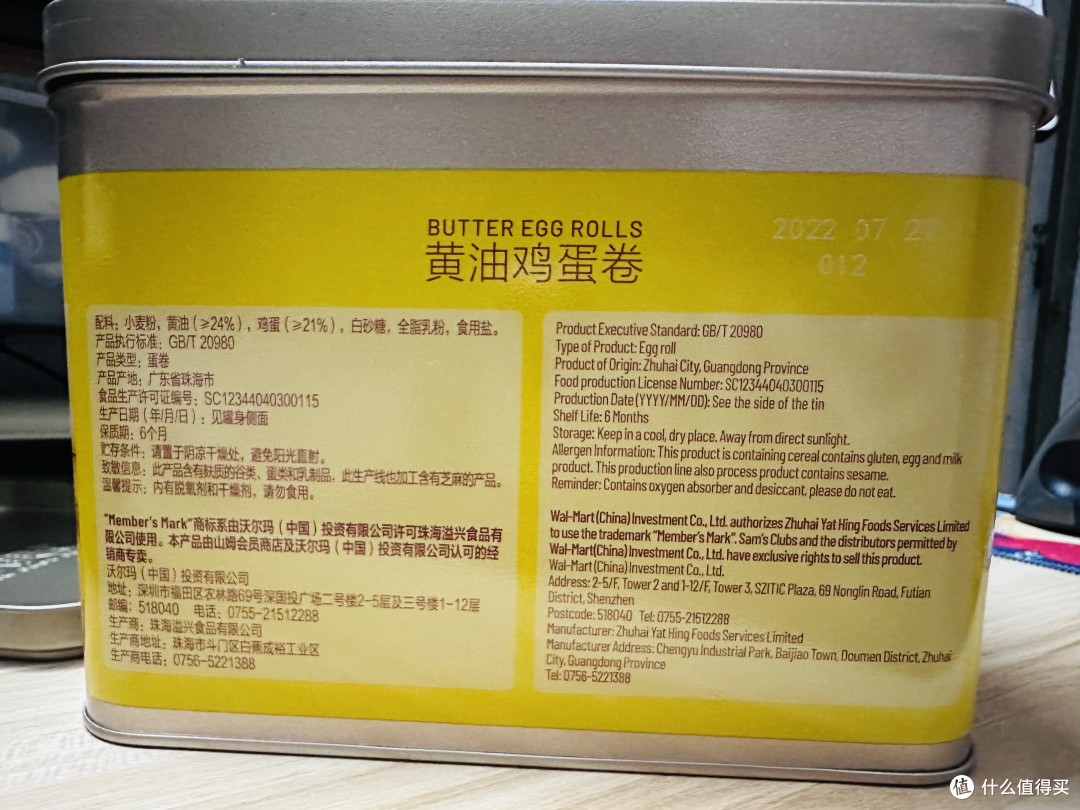 BUTTER EGG ROLLS
黄油鸡蛋卷
2022 07
012
配料：小麦粉，黄油（≥24%），鸡蛋（≥21%），白砂糖，全脂乳粉，食用盐。
产品执行标准：GB/T 20980
产品类型：蛋卷
产品产地：广东省珠海市
食品生产许可证编号：SC12344040300115
生产日期（年/月/日）：见罐身侧面
保质期：6个月
贮存条件：请置于阴凉干燥处，避免阳光直射。
致敏信息：此产品含有麸质的谷类、蛋类和乳制品，此生产线也加工含有芝麻的产品。
温馨提示：内有脱氧剂和干燥剂，请勿食用。
"Member's Mark"商标系由沃尔玛（中国）投资有限公司许可珠海溢兴食品有
限公司使用。本产品由山姆会员商店及沃尔玛（中国）投资有限公司认可的经
销商专卖。
沃尔玛（中国）投资有限公司
地址：深圳市福田区农林路69号深国投广场二号楼2-5层及三号楼1-12层
邮编：518040 电话：0755-21512288
生产商：珠海溢兴食品有限公司
生产商地址：珠海市斗门区白蕉成裕工业区
生产商电话：0756-5221388
Product Executive Standard: GB/T 20980
Type of Product: Egg roll
Product of Origin: Zhuhai City, Guangdong Province
Food production License Number: SC12344040300115
Production Date (YYYY/MM/DD): See the side of the tin
Shelf Life: 6 Months
Storage: Keep in a cool, dry place. Away from direct sunlight.
Allergen Information: This product is containing cereal contains gluten, egg and milk
product. This production line also process product contains sesame.
Reminder: Contains oxygen absorber and desiccant, please do not eat.
Wal-Mart (China) Investment Co., Ltd. authorizes Zhuhai Yat Hing Foods Services Limited
to use the trademark "Member's Mark". Sam's Clubs and the distributors permitted by
Wal-Mart (China) Investment Co., Ltd. have exclusive rights to sell this product.
Wal-Mart (China) Investment Co., Ltd.
Address: 2-5/F, Tower 2 and 1-12/F, Tower 3, SZITIC Plaza, 69 Nonglin Road, Futian
District, Shenzhen
Postcode: 518040 Tel: 0755-21512288
Manufacturer: Zhuhai Yat Hing Foods Services Limited
Manufacturer Address: Chengyu Industrial Park, Baijiao Town, Doumen District, Zhuhai
City, Guangdong Province
Tel: 0756-5221388
值 什么值得买